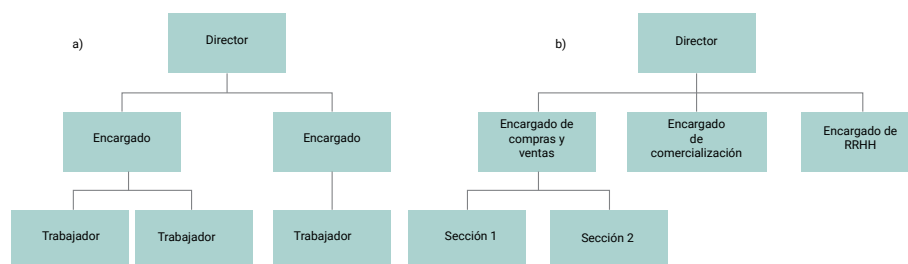 a)
Director
Encargado
Encargado
Trabajador
Trabajador
Trabajador
b)
Director
Encargado de
compras y
ventas
Encargado
de
comercialización
Encargado de
RRHH
Sección 1
Sección 2